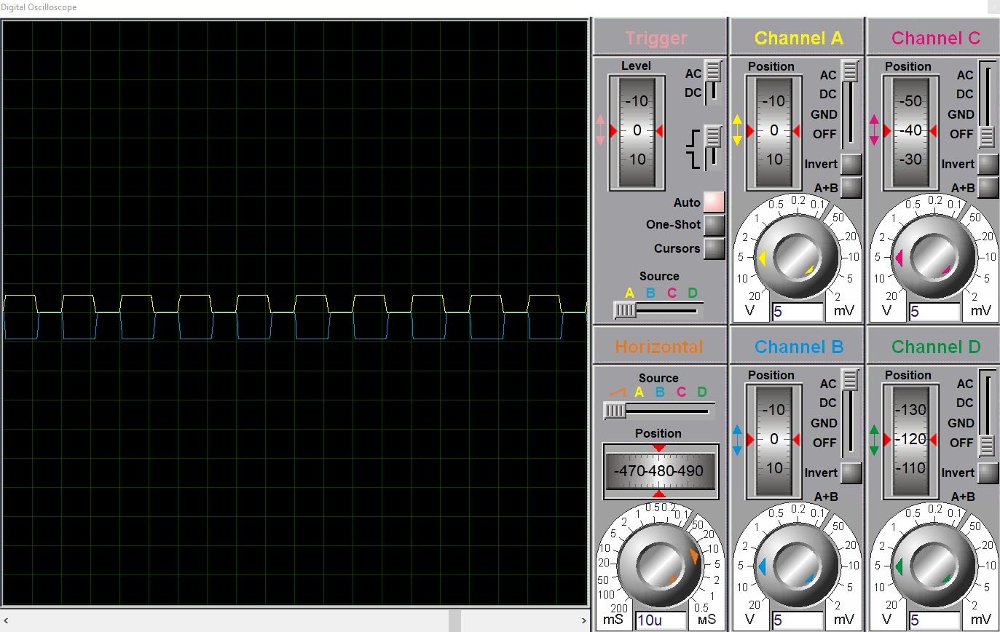 Digital Oscilloscope
x
Trigger
Level
AC
DC
-10
0
10
Auto
One-Shot
Cursors
Source
A B C D
Channel A
Position
-10
0
10
AC
DC
GND
OFF
Invert
A+B
20 10 5 2 1 0.5 0.2 0.1 50 20 10 5 2
V
5
mV
Channel C
Position
-50
-40
-30
AC
DC
GND
OFF
Invert
A+B
20 10 5 2 1 0.5 0.2 0.1 50 20 10 5 2
V
5
mV
Horizontal
Source
A B C D
Position
-470-480-490
200 100 50 20 10 5 2 1 0.5 0.2 0.1 50 20 10 5 2 1 0.5
mS
10u
мS
Channel B
Position
-10
0
10
AC
DC
GND
OFF
Invert
A+B
20 10 5 2 1 0.5 0.2 0.1 50 20 10 5 2
V
5
mV
Channel D
Position
-130
-120
-110
AC
DC
GND
OFF
Invert
A+B
20 10 5 2 1 0.5 0.2 0.1 50 20 10 5 2
V
5
mV